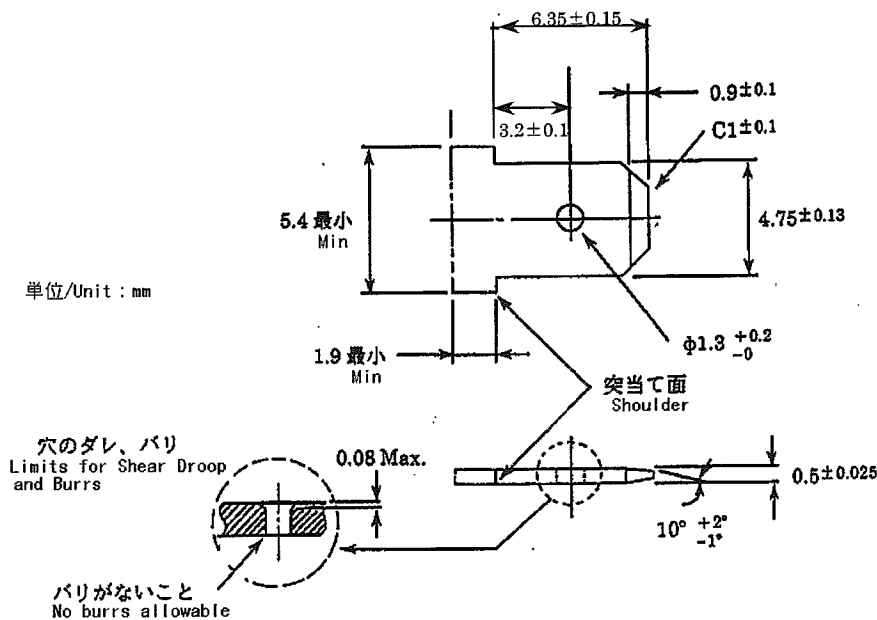 6.35±0.15
0.9±0.1
3.2±0.1
C1±0.1
5.4 最小
Min
4.75±0.13
単位/Unit : mm
Φ1.3 +0.2
-0
1.9 最小
Min
突当て面
Shoulder
穴のダレ、バリ
Limits for Shear Droop
and Burrs
0.08 Max.
0.5±0.025
10° +2°
-1°
バリがないこと
No burrs allowable